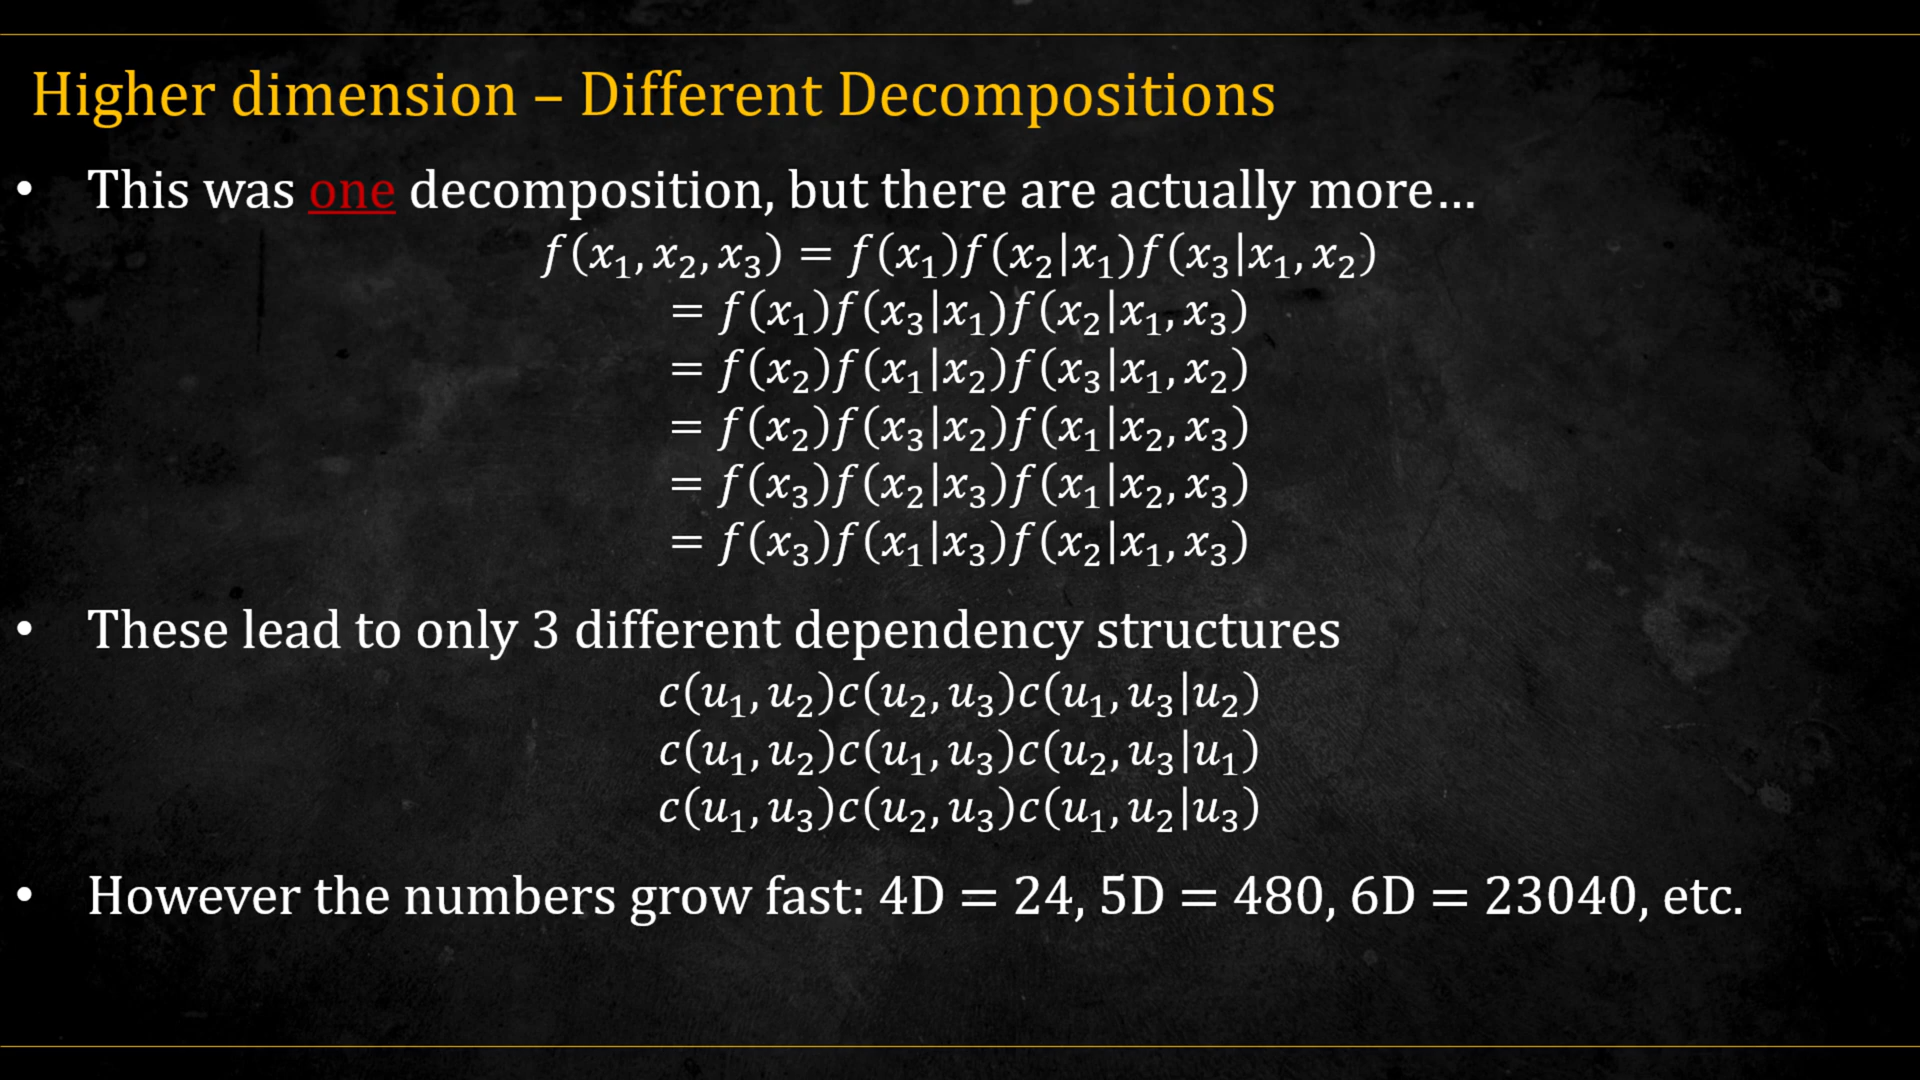 Higher dimension – Different Decompositions
• This was one decomposition, but there are actually more…
f(x₁, x₂, x₃) = f(x₁)f(x₂|x₁)f(x₃|x₁, x₂)
= f(x₁)f(x₃|x₁)f(x₂|x₁, x₃)
= f(x₂)f(x₁|x₂)f(x₃|x₁, x₂)
= f(x₂)f(x₃|x₂)f(x₁|x₂, x₃)
= f(x₃)f(x₂|x₃)f(x₁|x₂, x₃)
= f(x₃)f(x₁|x₃)f(x₂|x₁, x₃)
• These lead to only 3 different dependency structures
c(u₁, u₂)c(u₂, u₃)c(u₁, u₃|u₂)
c(u₁, u₂)c(u₁, u₃)c(u₂, u₃|u₁)
c(u₁, u₃)c(u₂, u₃)c(u₁, u₂|u₃)
• However the numbers grow fast: 4D = 24, 5D = 480, 6D = 23040, etc.